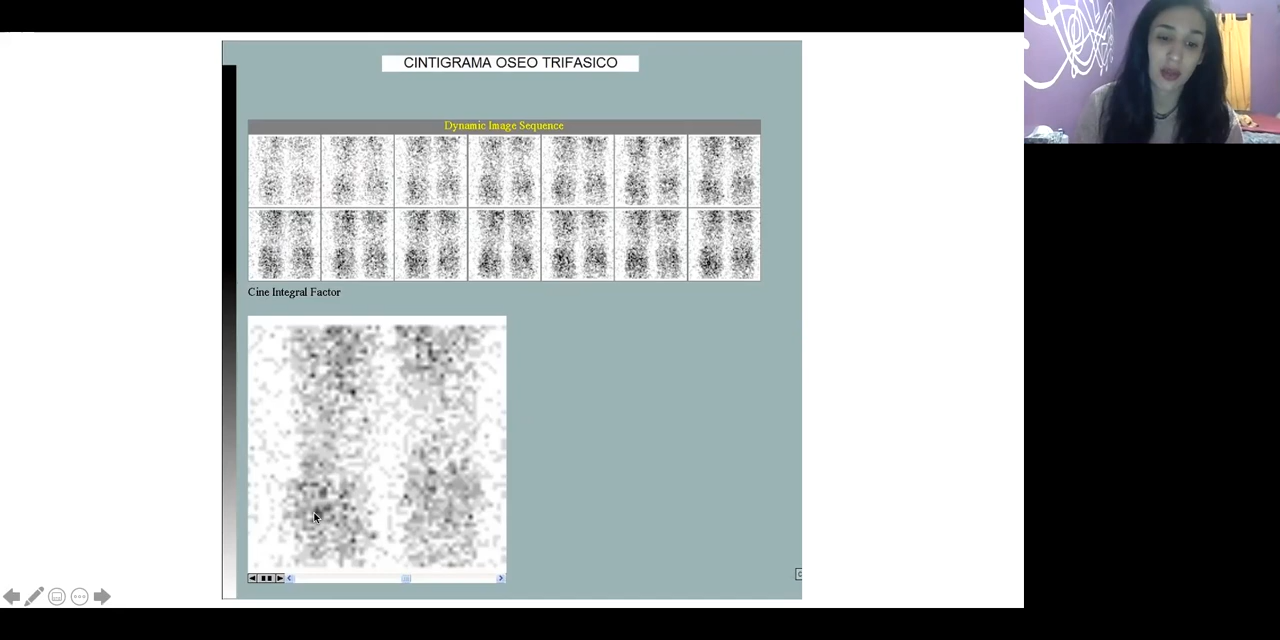 CINTIGRAMA OSEO TRIFASICO
Dynamic Image Sequence
Cine Integral Factor